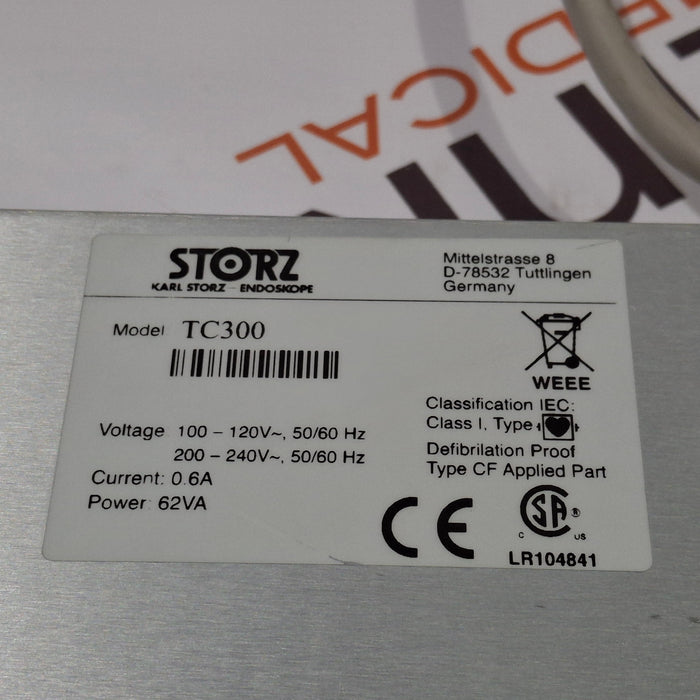 MEDICAL
STORZ
KARL STORZ – ENDOSKOPE
Mittelstrasse 8
D-78532 Tuttlingen
Germany
Model TC300
WEEE
Voltage 100 – 120V~, 50/60 Hz
200 – 240V~, 50/60 Hz
Current: 0.6A
Power: 62VA
Classification IEC:
Class I, Type
Defibrilation Proof
Type CF Applied Part
CE
SA ®
C US
LR104841